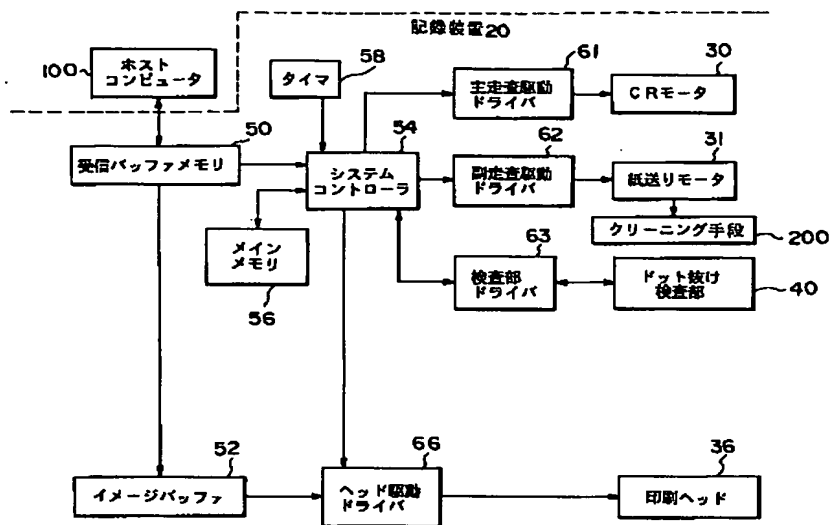 記録装電20
100
ホスト
コンピュータ
58
タイマ
61
主走査駆動
ドライバ
30
CRモータ
50
受信バッファメモリ
54
システム
コントローラ
62
副走査駆動
ドライバ
31
紙送りモータ
クリーニング手段
200
メイン
メモリ
56
63
検査部
ドライバ
ドット抜け
検査部
40
52
イメージバッファ
66
ヘッド駆動
ドライバ
36
印刷ヘッド